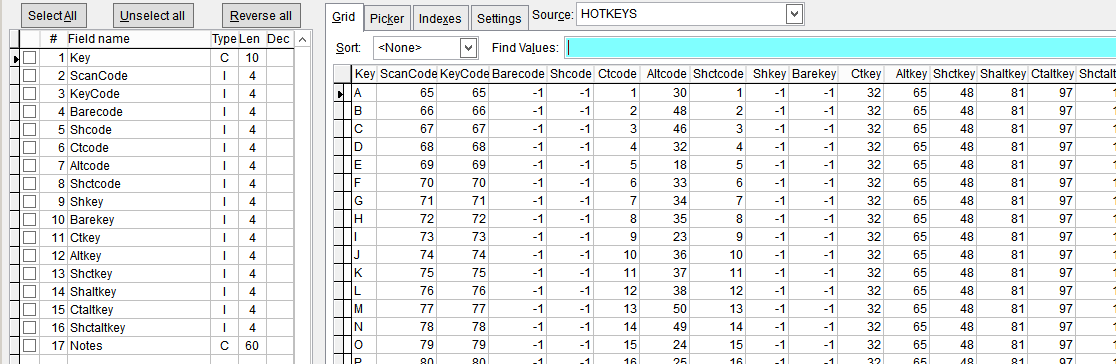 Select All Unselect all Reverse all
# Field name Type Len Dec
1 Key C 10
2 ScanCode I 4
3 KeyCode I 4
4 Barecode I 4
5 Shcode I 4
6 Ctcode I 4
7 Altcode I 4
8 Shctcode I 4
9 Shkey I 4
10 Barekey I 4
11 Ctkey I 4
12 Altkey I 4
13 Shctkey I 4
14 Shaltkey I 4
15 Ctaltkey I 4
16 Shctaltkey I 4
17 Notes C 60
Grid Picker Indexes Settings Source: HOTKEYS
Sort: <None> Find Values:
Key ScanCode KeyCode Barecode Shcode Ctcode Altcode Shctcode Shkey Barekey Ctkey Altkey Shctkey Shaltkey Ctaltkey Shctalt
A 65 65 -1 -1 1 30 1 -1 -1 32 65 48 81 97 1
B 66 66 -1 -1 2 48 2 -1 -1 32 65 48 81 97 1
C 67 67 -1 -1 3 46 3 -1 -1 32 65 48 81 97 1
D 68 68 -1 -1 4 32 4 -1 -1 32 65 48 81 97 1
E 69 69 -1 -1 5 18 5 -1 -1 32 65 48 81 97 1
F 70 70 -1 -1 6 33 6 -1 -1 32 65 48 81 97 1
G 71 71 -1 -1 7 34 7 -1 -1 32 65 48 81 97 1
H 72 72 -1 -1 8 35 8 -1 -1 32 65 48 81 97 1
I 73 73 -1 -1 9 23 9 -1 -1 32 65 48 81 97 1
J 74 74 -1 -1 10 36 10 -1 -1 32 65 48 81 97 1
K 75 75 -1 -1 11 37 11 -1 -1 32 65 48 81 97 1
L 76 76 -1 -1 12 38 12 -1 -1 32 65 48 81 97 1
M 77 77 -1 -1 13 50 13 -1 -1 32 65 48 81 97 1
N 78 78 -1 -1 14 49 14 -1 -1 32 65 48 81 97 1
O 79 79 -1 -1 15 24 15 -1 -1 32 65 48 81 97 1
P 80 80 -1 -1 16 25 16 -1 -1 32 65 48 81 97 1